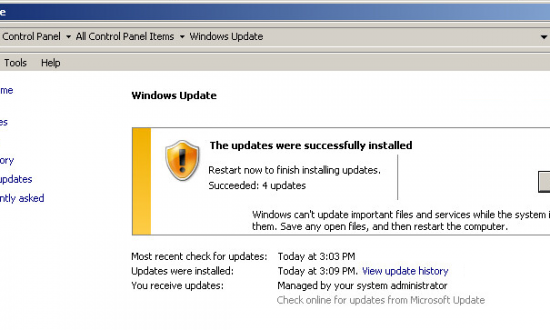 e
Control Panel ▸ All Control Panel Items ▸ Windows Update
Tools Help
me
Windows Update
es
The updates were successfully installed
Restart now to finish installing updates.
Succeeded: 4 updates
ory
updates
ntly asked
Windows can't update important files and services while the system i
them. Save any open files, and then restart the computer.
Most recent check for updates: Today at 3:03 PM
Updates were installed: Today at 3:09 PM. View update history
You receive updates: Managed by your system administrator
Check online for updates from Microsoft Update